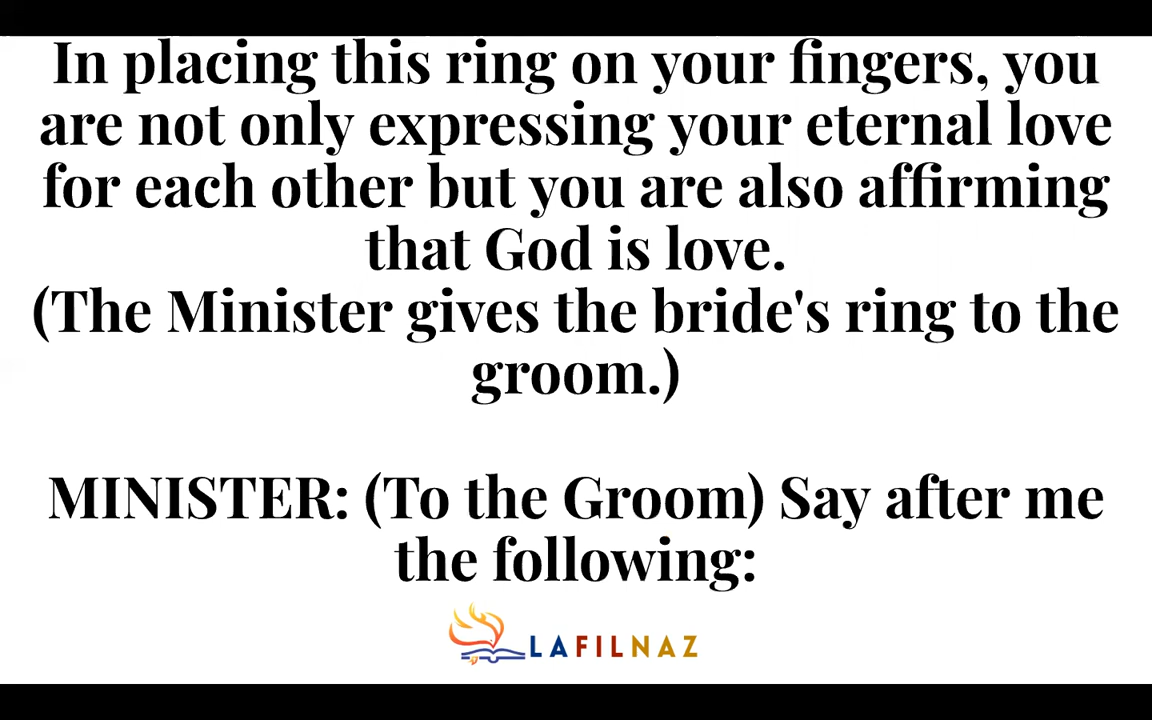 In placing this ring on your fingers, you
are not only expressing your eternal love
for each other but you are also affirming
that God is love.
(The Minister gives the bride's ring to the
groom.)
MINISTER: (To the Groom) Say after me
the following:
LAFILNAZ